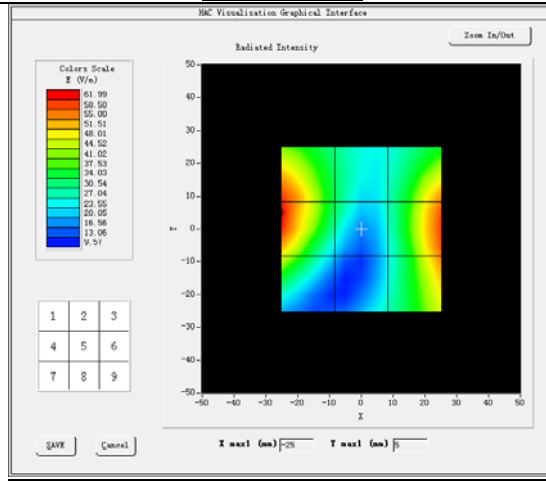 HAC Visualisation Graphical Interface
Zoom In/Out
Radiated Intensity
Colors Scale
E (V/m)
61.99
58.50
55.00
51.51
48.01
44.52
41.02
37.53
34.03
30.54
27.04
23.55
20.05
16.56
13.06
9.57
50
40
30
20
10
0
-10
-20
-30
-40
-50
Y
-50 -40 -30 -20 -10 0 10 20 30 40 50
X
1 2 3
4 5 6
7 8 9
SAVE Cancel
X max1 (mm) -25 Y max1 (mm) 5